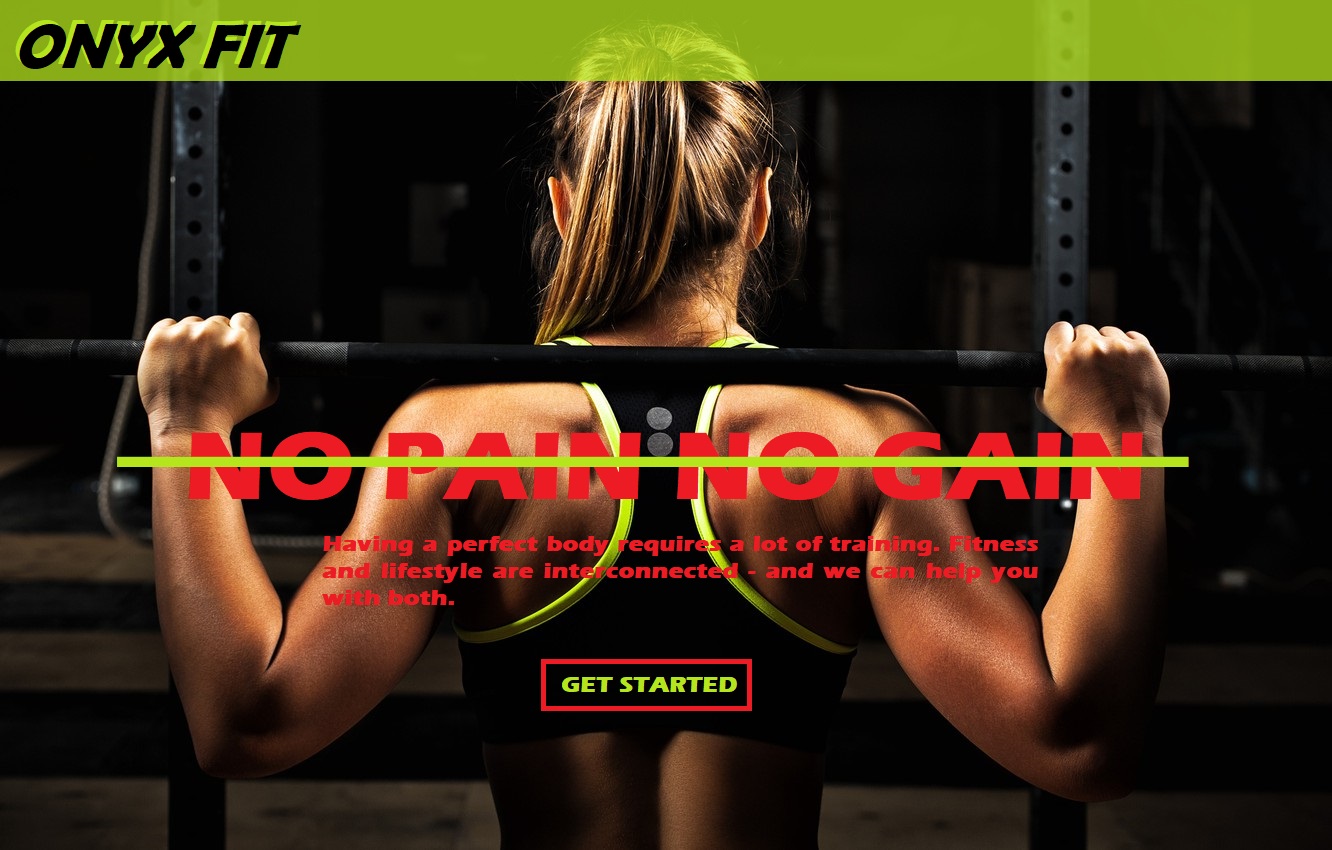 ONYX FIT
NO PAIN NO GAIN
Having a perfect body requires a lot of training. Fitness
and lifestyle are interconnected - and we can help you
with both.
GET STARTED